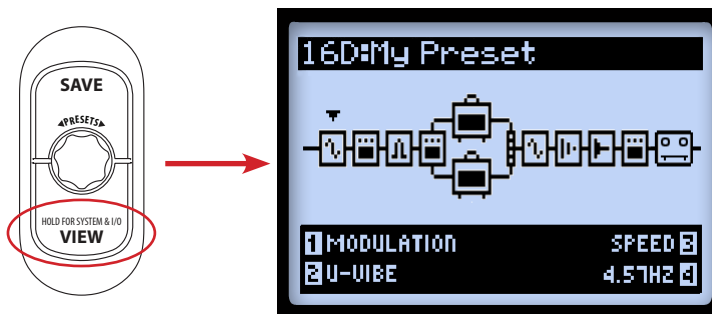 SAVE
◄PRESETS►
HOLD FOR SYSTEM & I/O
VIEW
16D:My Preset
1 MODULATION SPEED 3
2 U-VIBE 4.57HZ 4